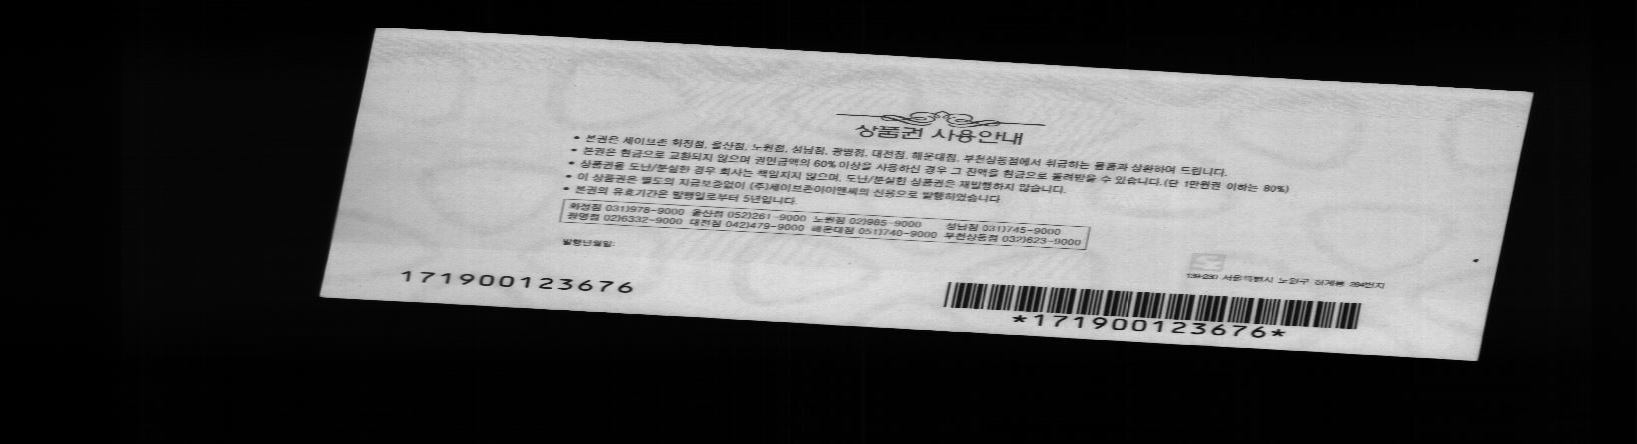 상품권 사용안내
• 본권은 세이브존 화정점, 울산점, 노원점, 성남점, 광명점, 대전점, 해운대점, 부천상동점에서 취급하는 물품과 상환하여 드립니다.
• 본권은 현금으로 교환되지 않으며 권면금액의 60%이상을 사용하신 경우 그 잔액을 현금으로 돌려받을 수 있습니다.(단 1만원권 이하는 80%)
• 상품권을 도난/분실한 경우 회사는 책임지지 않으며, 도난/분실한 상품권은 재발행하지 않습니다.
• 이 상품권은 별도의 지급보증없이 (주)세이브존아이앤씨의 신용으로 발행하였습니다
• 본권의 유효기간은 발행일로부터 5년입니다.
화정점 031)978-9000 울산점 052)261-9000 노원점 02)985-9000 성남점 031)745-9000
광명점 02)6332-9000 대전점 042)479-9000 해운대점 051)740-9000 부천상동점 032)623-9000
발행년월일:
139-230 서울특별시 노원구 하계동 284번지
171900123676
*171900123676*